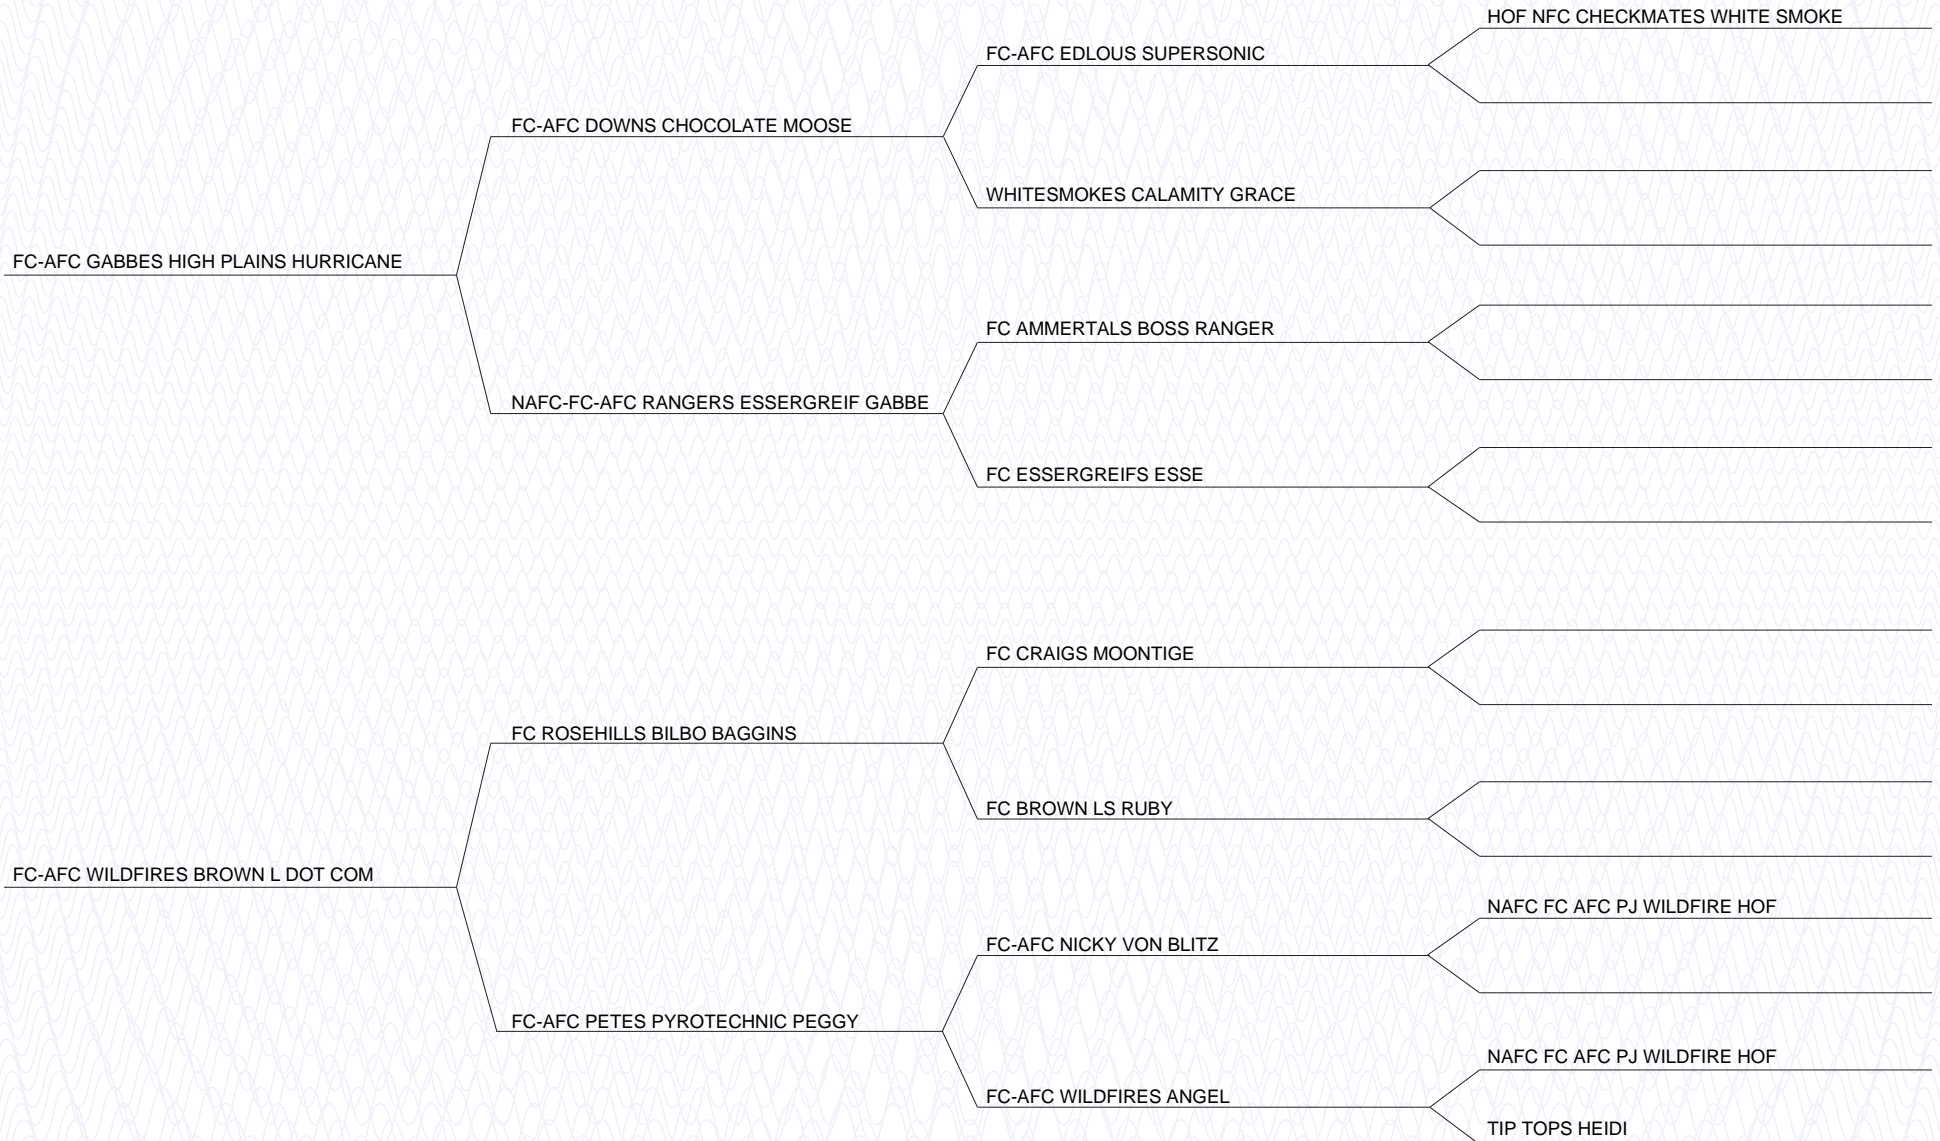 HOF NFC CHECKMATES WHITE SMOKE
FC-AFC EDLOUS SUPERSONIC
FC-AFC DOWNS CHOCOLATE MOOSE
WHITESMOKES CALAMITY GRACE
FC-AFC GABBES HIGH PLAINS HURRICANE
FC AMMERTALS BOSS RANGER
NAFC-FC-AFC RANGERS ESSERGREIF GABBE
FC ESSERGREIFS ESSE
FC CRAIGS MOONTIGE
FC ROSEHILLS BILBO BAGGINS
FC BROWN LS RUBY
FC-AFC WILDFIRES BROWN L DOT COM
NAFC FC AFC PJ WILDFIRE HOF
FC-AFC NICKY VON BLITZ
FC-AFC PETES PYROTECHNIC PEGGY
NAFC FC AFC PJ WILDFIRE HOF
FC-AFC WILDFIRES ANGEL
TIP TOPS HEIDI